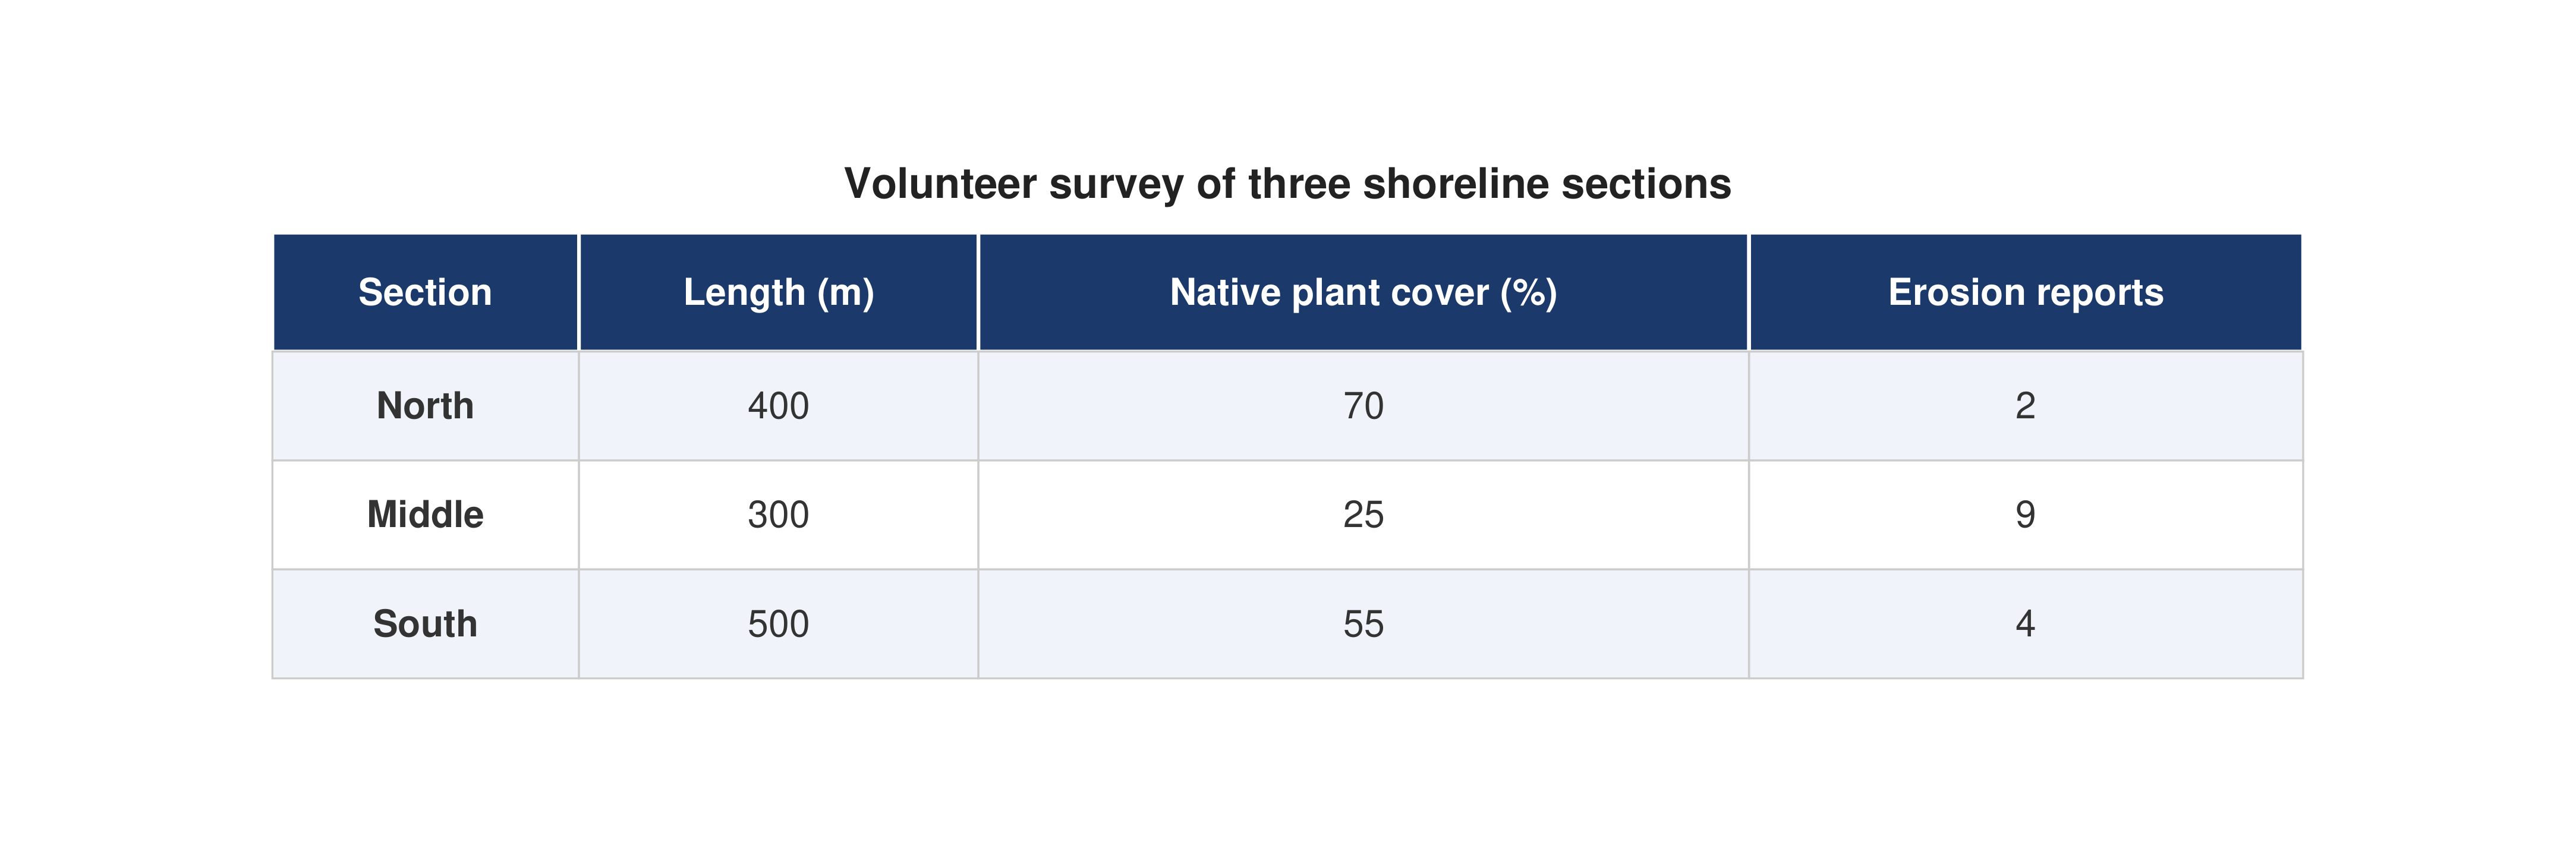 Volunteer survey of three shoreline sections
Section Length (m) Native plant cover (%) Erosion reports
North 400 70 2
Middle 300 25 9
South 500 55 4